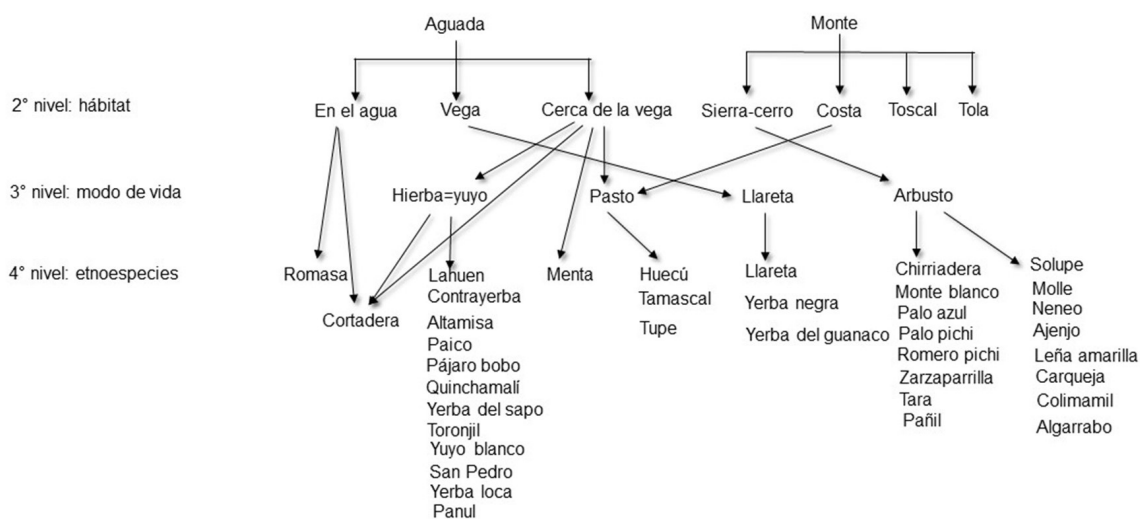 Aguada Monte
2° nivel: hábitat En el agua Vega Cerca de la vega Sierra-cerro Costa Toscal Tola
3° nivel: modo de vida Hierba=yuyo Pasto Llareta Arbusto
4° nivel: etnoespecies
Romasa
Cortadera
Lahuen
Contrayerba
Altamisa
Paico
Pájaro bobo
Quinchamalí
Yerba del sapo
Toronjil
Yuyo blanco
San Pedro
Yerba loca
Panul
Menta
Huecú
Tamascal
Tupe
Llareta
Yerba negra
Yerba del guanaco
Chirriadera
Monte blanco
Palo azul
Palo pichi
Romero pichi
Zarzaparrilla
Tara
Pañil
Solupe
Molle
Neneo
Ajenjo
Leña amarilla
Carqueja
Colimamil
Algarrabo